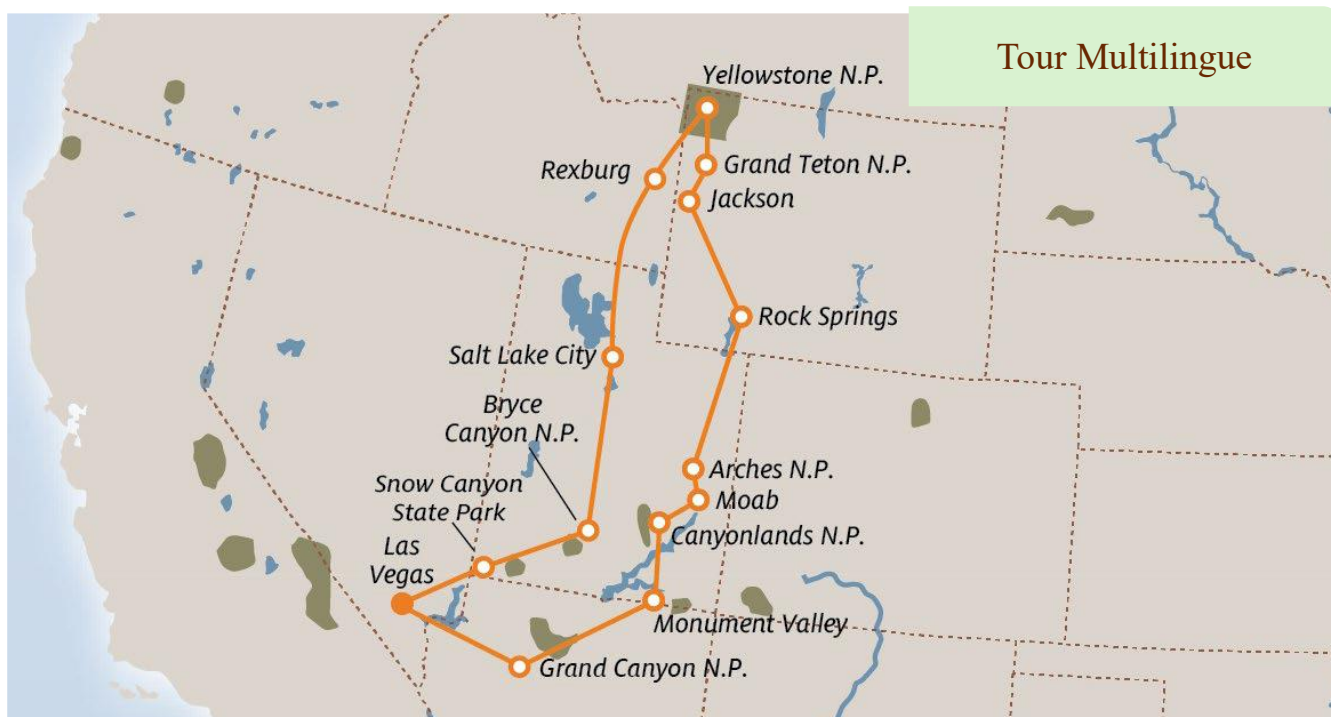 Tour Multilingue
Yellowstone N.P.
Rexburg
Grand Teton N.P.
Jackson
Rock Springs
Salt Lake City
Bryce
Canyon N.P.
Snow Canyon
State Park
Las
Vegas
Arches N.P.
Moab
Canyonlands N.P.
Monument Valley
Grand Canyon N.P.